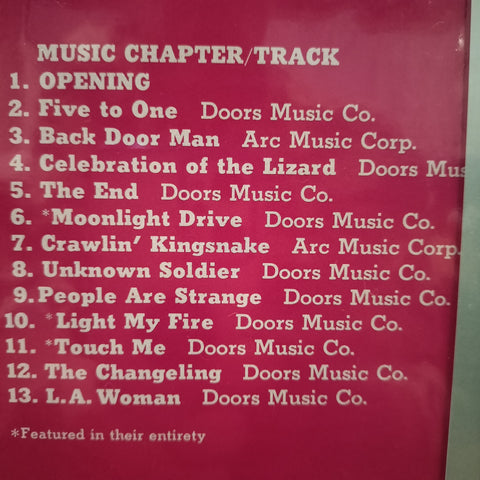 MUSIC CHAPTER/TRACK
1. OPENING
2. Five to One Doors Music Co.
3. Back Door Man Arc Music Corp.
4. Celebration of the Lizard Doors
5. The End Doors Music Co.
6. *Moonlight Drive Doors Music Co.
7. Crawlin' Kingsnake Arc Music Corp.
8. Unknown Soldier Doors Music Co.
9. People Are Strange Doors Music Co.
10. *Light My Fire Doors Music Co.
11. *Touch Me Doors Music Co.
12. The Changeling Doors Music Co.
13. L.A. Woman Doors Music Co.
*Featured in their entirety